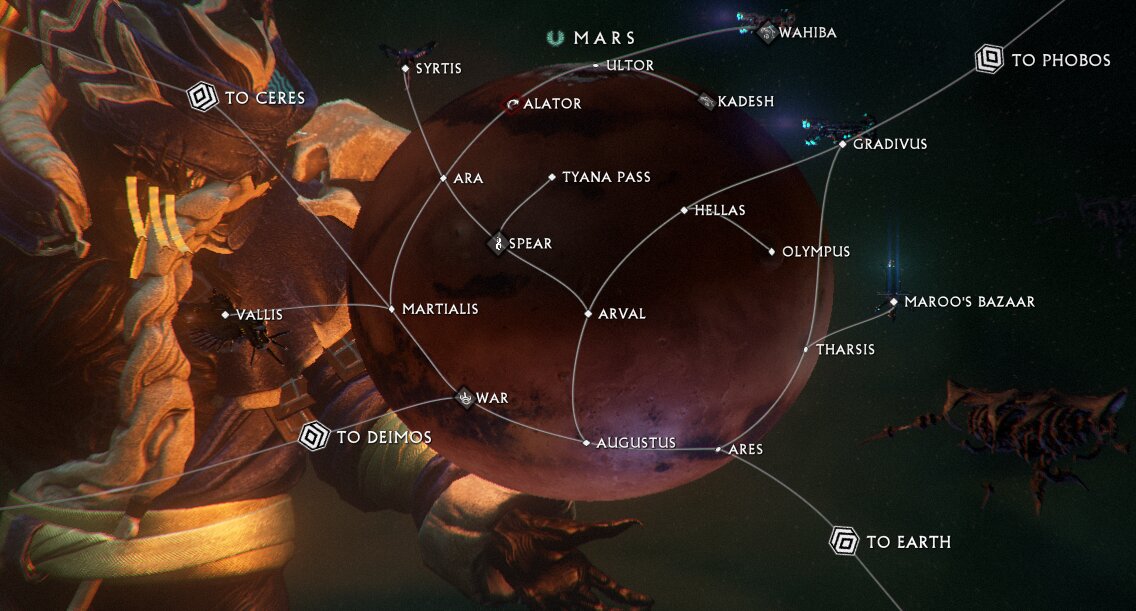 MARS
WAHIBA
ULTOR
TO PHOBOS
SYRTIS
TO CERES
ALATOR
KADESH
GRADIVUS
ARA
TYANA PASS
HELLAS
SPEAR
OLYMPUS
MAROO'S BAZAAR
MARTIALIS
VALLIS
ARVAL
THARSIS
WAR
TO DEIMOS
AUGUSTUS
ARES
TO EARTH